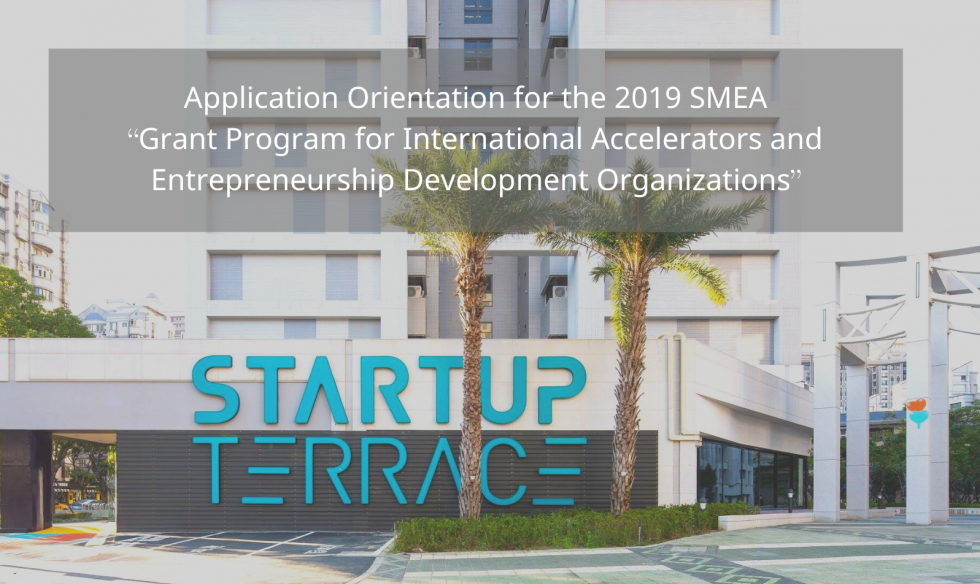 Application Orientation for the 2019 SMEA
“Grant Program for International Accelerators and
Entrepreneurship Development Organizations”
STARTUP
TERRACE